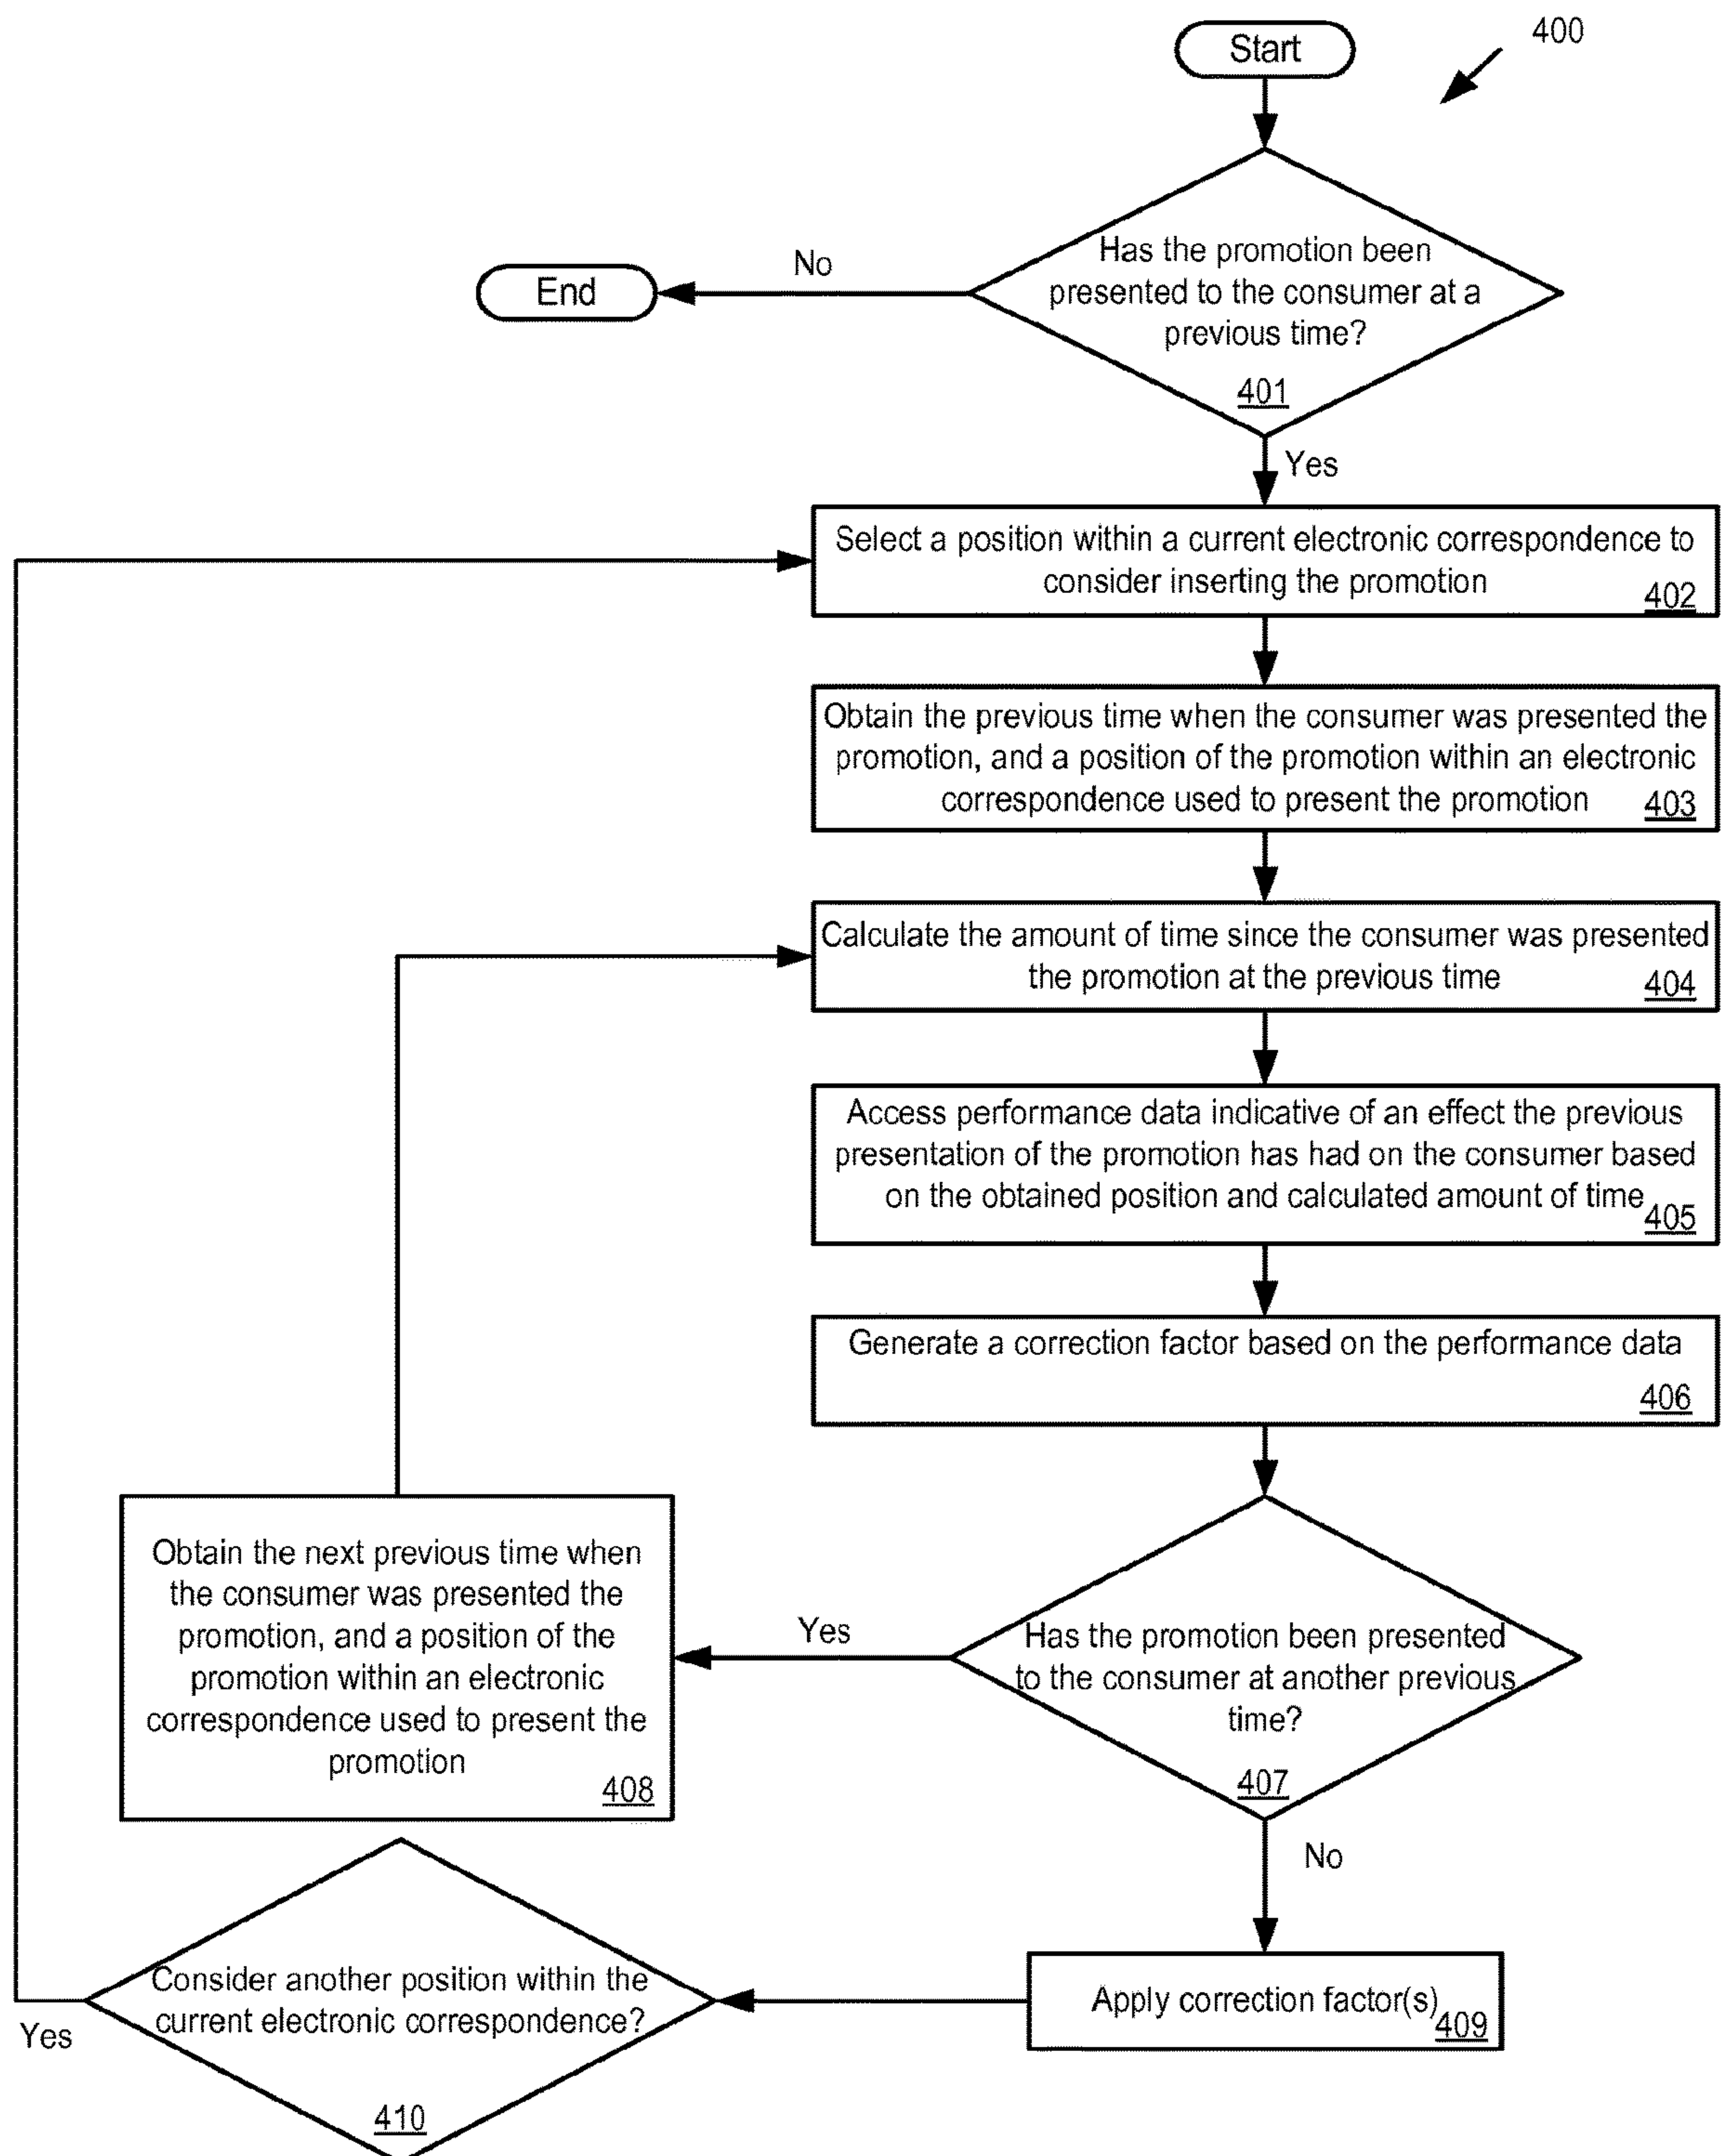 400
Start
Has the promotion been
presented to the consumer at a
previous time?
401
No
End
Yes
Select a position within a current electronic correspondence to
consider inserting the promotion
402
Obtain the previous time when the consumer was presented the
promotion, and a position of the promotion within an electronic
correspondence used to present the promotion
403
Calculate the amount of time since the consumer was presented
the promotion at the previous time
404
Access performance data indicative of an effect the previous
presentation of the promotion has had on the consumer based
on the obtained position and calculated amount of time
405
Generate a correction factor based on the performance data
406
Has the promotion been presented
to the consumer at another previous
time?
407
Yes
Obtain the next previous time when
the consumer was presented the
promotion, and a position of the
promotion within an electronic
correspondence used to present the
promotion
408
No
Apply correction factor(s)
409
Consider another position within the
current electronic correspondence?
410
Yes